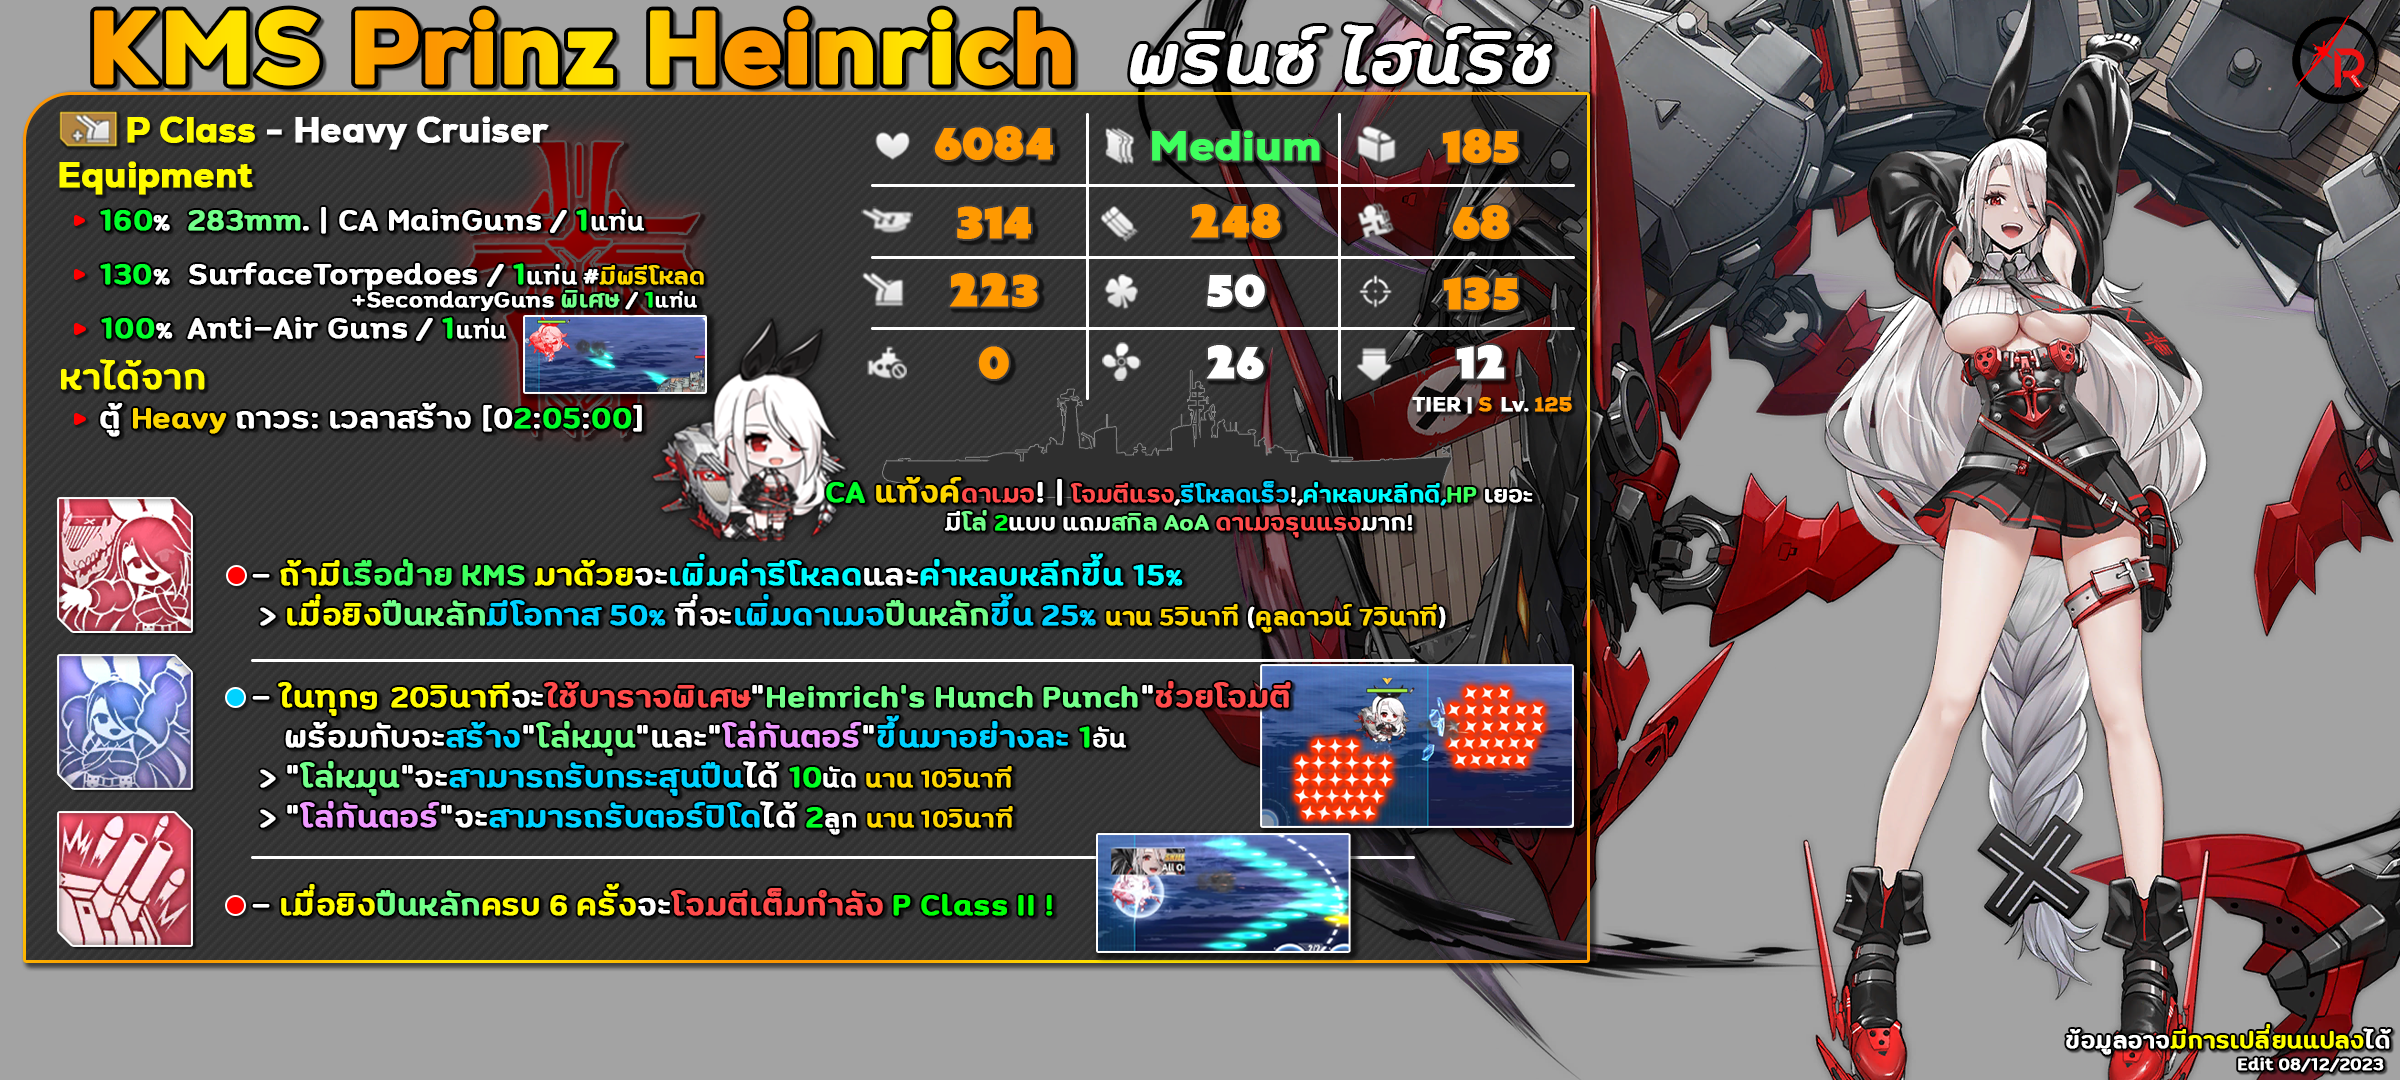 KMS Prinz Heinrich พรินซ์ ไฮน์ริช
R
P Class - Heavy Cruiser
Equipment
160% 283mm. | CA MainGuns / 1แท่น
130% SurfaceTorpedoes / 1แท่น #มีพรีโหลด
+SecondaryGuns พิเศษ / 1แท่น
100% Anti-Air Guns / 1แท่น
หาได้จาก
ตู้ Heavy ถาวร: เวลาสร้าง [02:05:00]
6084 Medium 185
314 248 68
223 50 135
0 26 12
TIER | S Lv. 125
CA แท้งค์ดาเมจ! | โจมตีแรง,รีโหลดเร็ว!,ค่าหลบหลีกดี,HP เยอะ
มีโล่ 2แบบ แถมสกิล AoA ดาเมจรุนแรงมาก!
- ถ้ามีเรือฝ่าย KMS มาด้วยจะเพิ่มค่ารีโหลดและค่าหลบหลีกขึ้น 15%
> เมื่อยิงปืนหลักมีโอกาส 50% ที่จะเพิ่มดาเมจปืนหลักขึ้น 25% นาน 5วินาที (คูลดาวน์ 7วินาที)
- ในทุกๆ 20วินาทีจะใช้บาราจพิเศษ"Heinrich's Hunch Punch"ช่วยโจมตี
พร้อมกับจะสร้าง"โล่หมุน"และ"โล่กันตอร์"ขึ้นมาอย่างละ 1อัน
> "โล่หมุน"จะสามารถรับกระสุนปืนได้ 10นัด นาน 10วินาที
> "โล่กันตอร์"จะสามารถรับตอร์ปิโดได้ 2ลูก นาน 10วินาที
- เมื่อยิงปืนหลักครบ 6 ครั้งจะโจมตีเต็มกำลัง P Class II !
ข้อมูลอาจมีการเปลี่ยนแปลงได้
Edit 08/12/2023